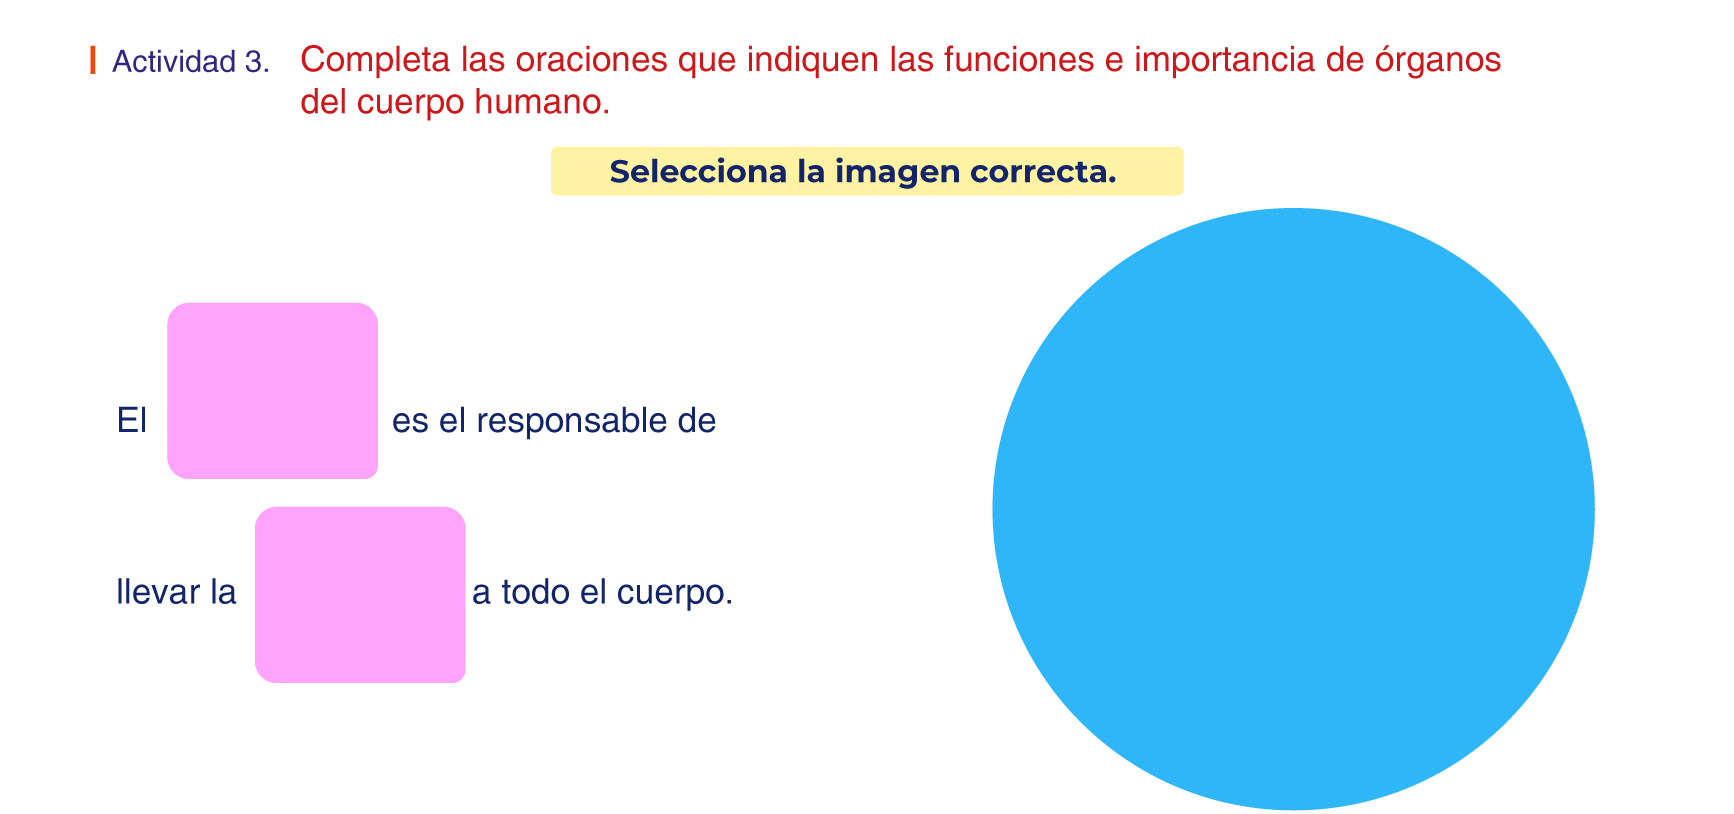 Actividad 3. Completa las oraciones que indiquen las funciones e importancia de órganos
del cuerpo humano.
Selecciona la imagen correcta.
El es el responsable de
llevar la a todo el cuerpo.